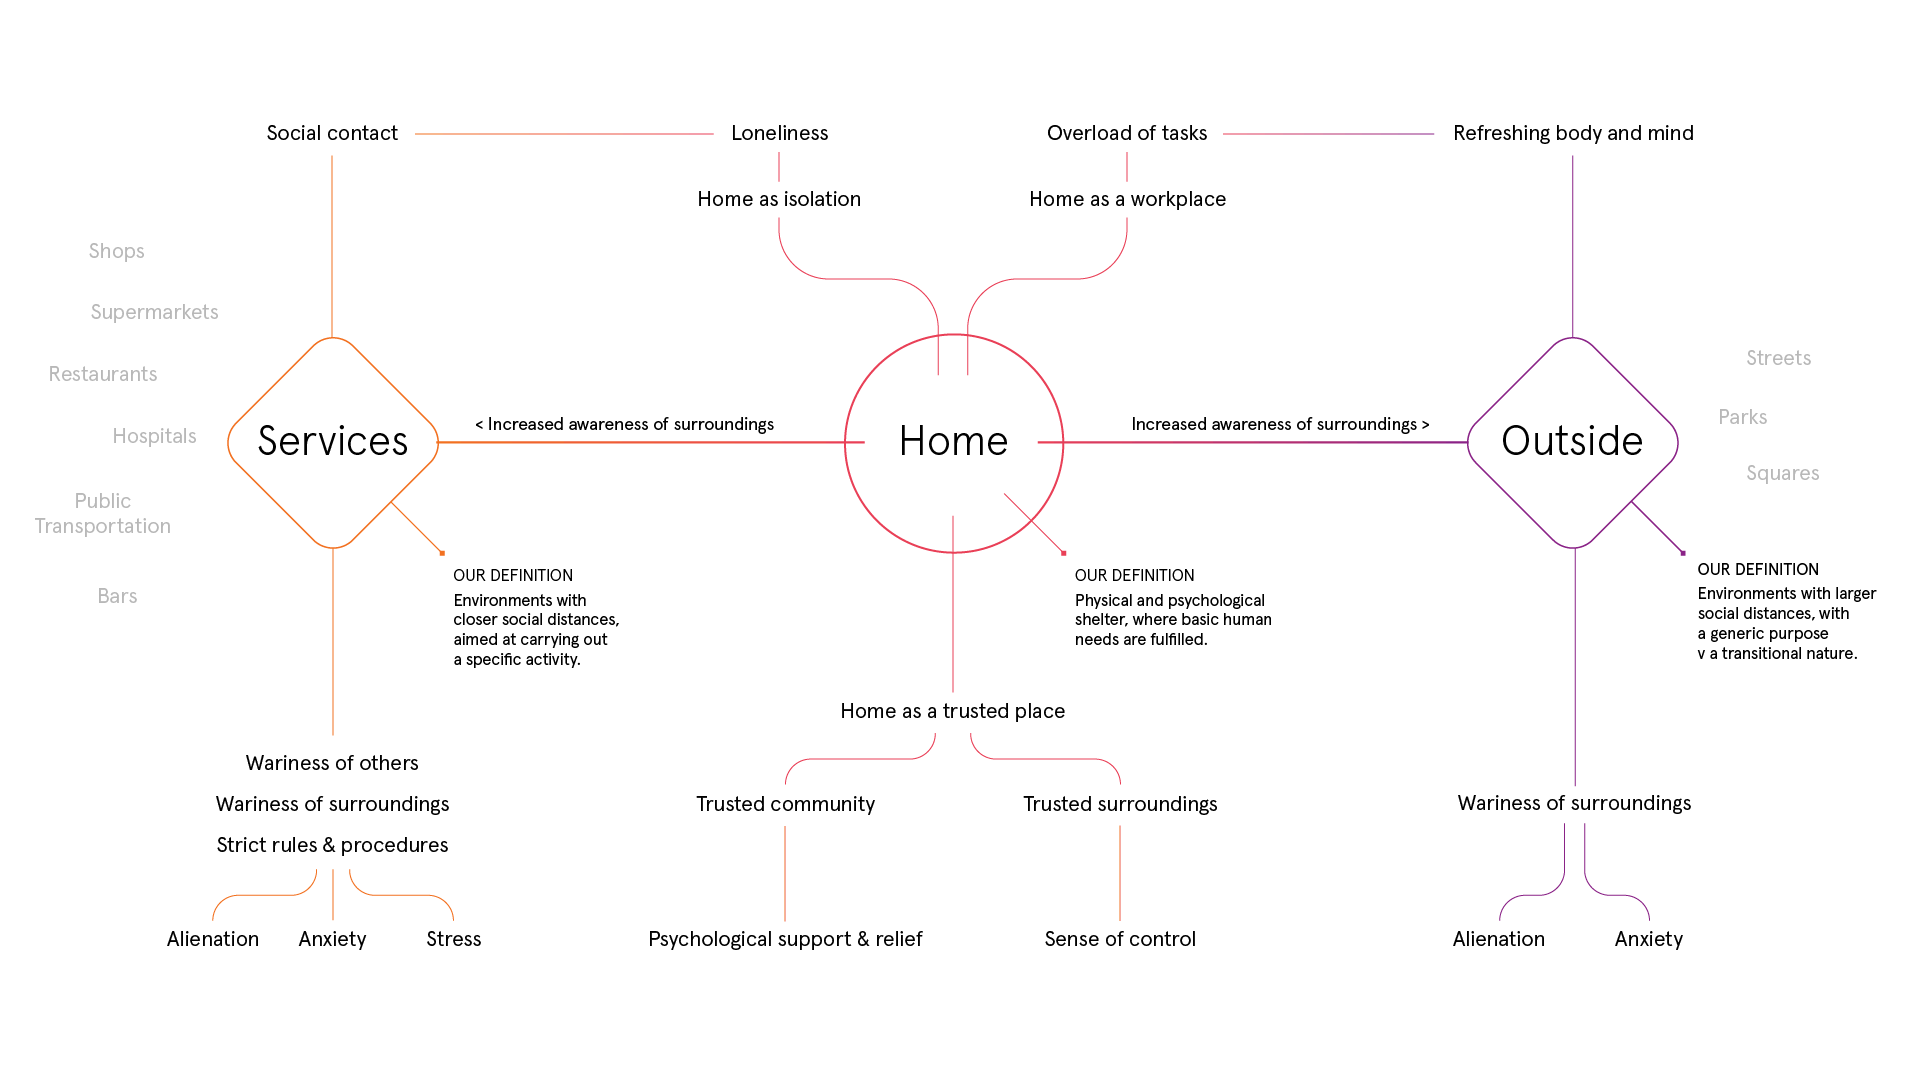 Social contact
Loneliness
Overload of tasks
Refreshing body and mind
Home as isolation
Home as a workplace
Shops
Supermarkets
Restaurants
Hospitals
Public
Transportation
Bars
Services
< Increased awareness of surroundings
Home
Increased awareness of surroundings >
Outside
Streets
Parks
Squares
OUR DEFINITION
Environments with
closer social distances,
aimed at carrying out
a specific activity.
OUR DEFINITION
Physical and psychological
shelter, where basic human
needs are fulfilled.
OUR DEFINITION
Environments with larger
social distances, with
a generic purpose
v a transitional nature.
Home as a trusted place
Wariness of others
Wariness of surroundings
Strict rules & procedures
Trusted community
Trusted surroundings
Wariness of surroundings
Alienation
Anxiety
Stress
Psychological support & relief
Sense of control
Alienation
Anxiety